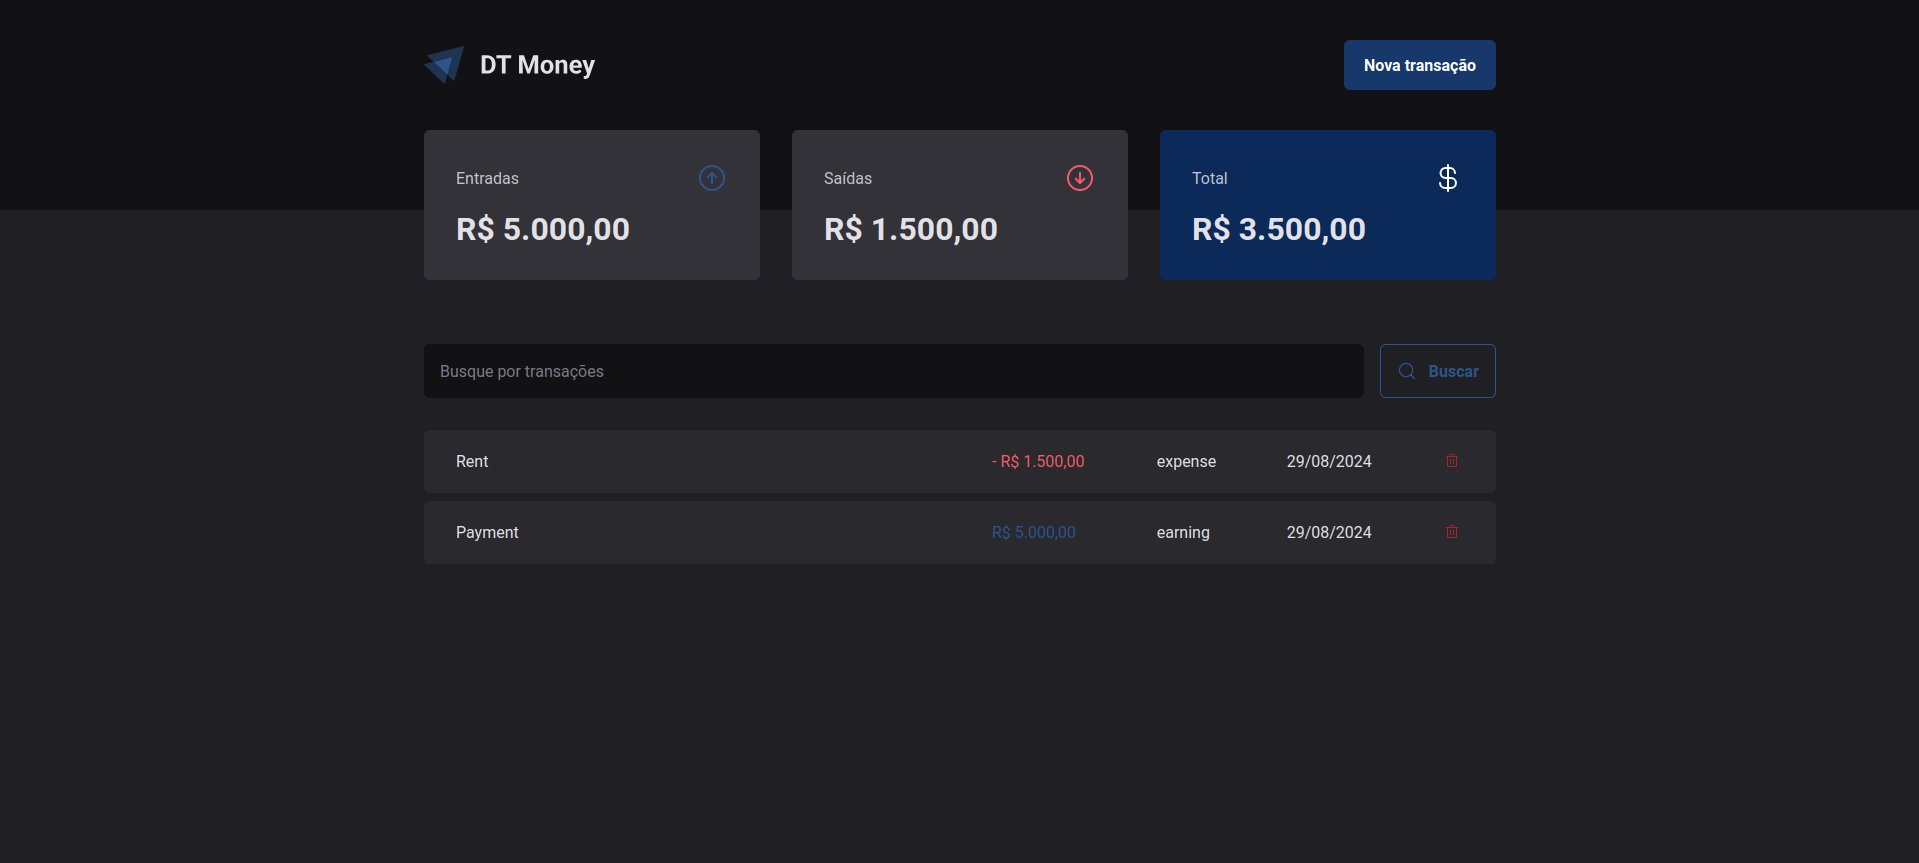 DT Money
Nova transação
Entradas
R$ 5.000,00
Saídas
R$ 1.500,00
Total
$
R$ 3.500,00
Busque por transações
Buscar
Rent - R$ 1.500,00 expense 29/08/2024
Payment R$ 5.000,00 earning 29/08/2024